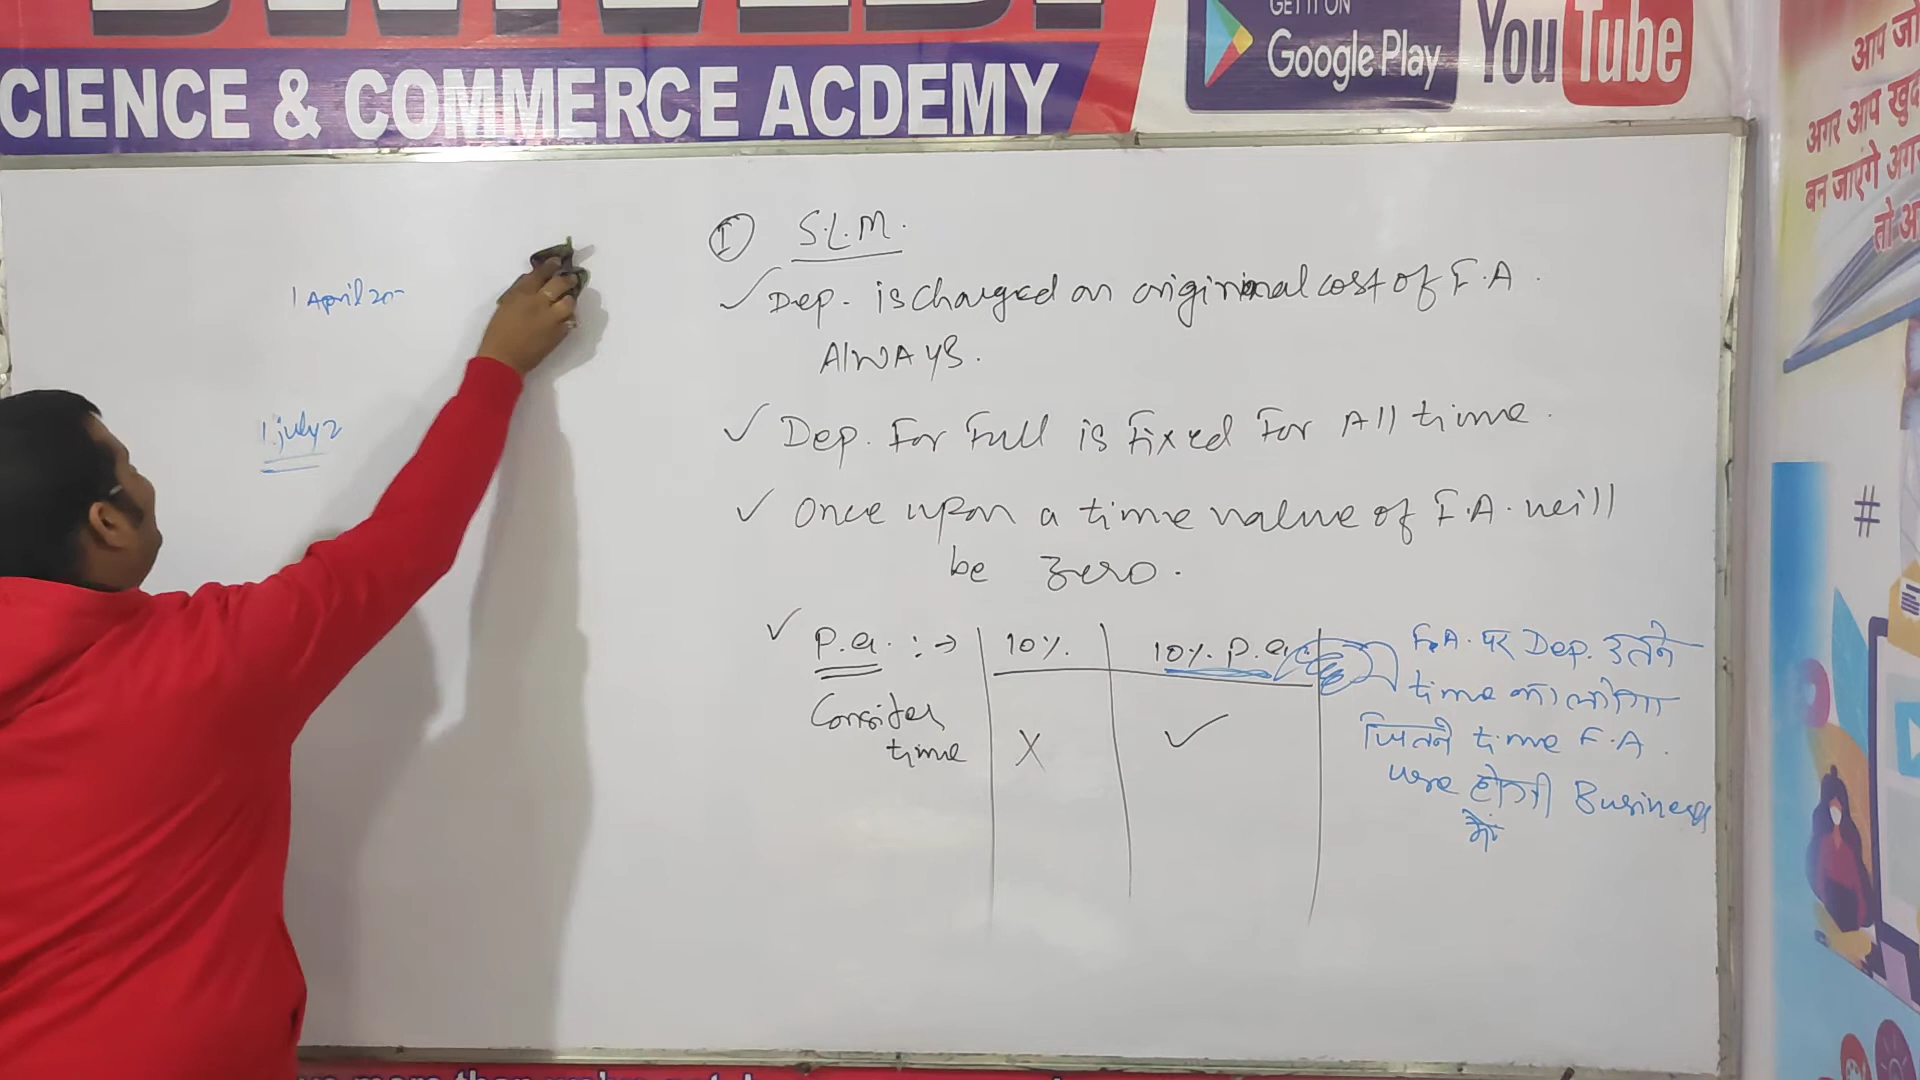 GET IT ON
Google Play
YouTube
CIENCE & COMMERCE ACDEMY
आप जो
अगर आप खुद
बन जाएंगे अगर
तो अ
#
1 April 20-
1 july 2
I S.L.M.
✓ Dep. is charged on original cost of F.A.
AlWAYS.
✓ Dep. For Full is Fixed For All time.
✓ Once upon a time value of F.A. will
be zero.
✓ P.a. :→ 10%. 10%. P.a.
Consider
time X ✓
F.A. पर Dep. उतने
time का लगेगा
जितने time F.A.
use होगी Business
में